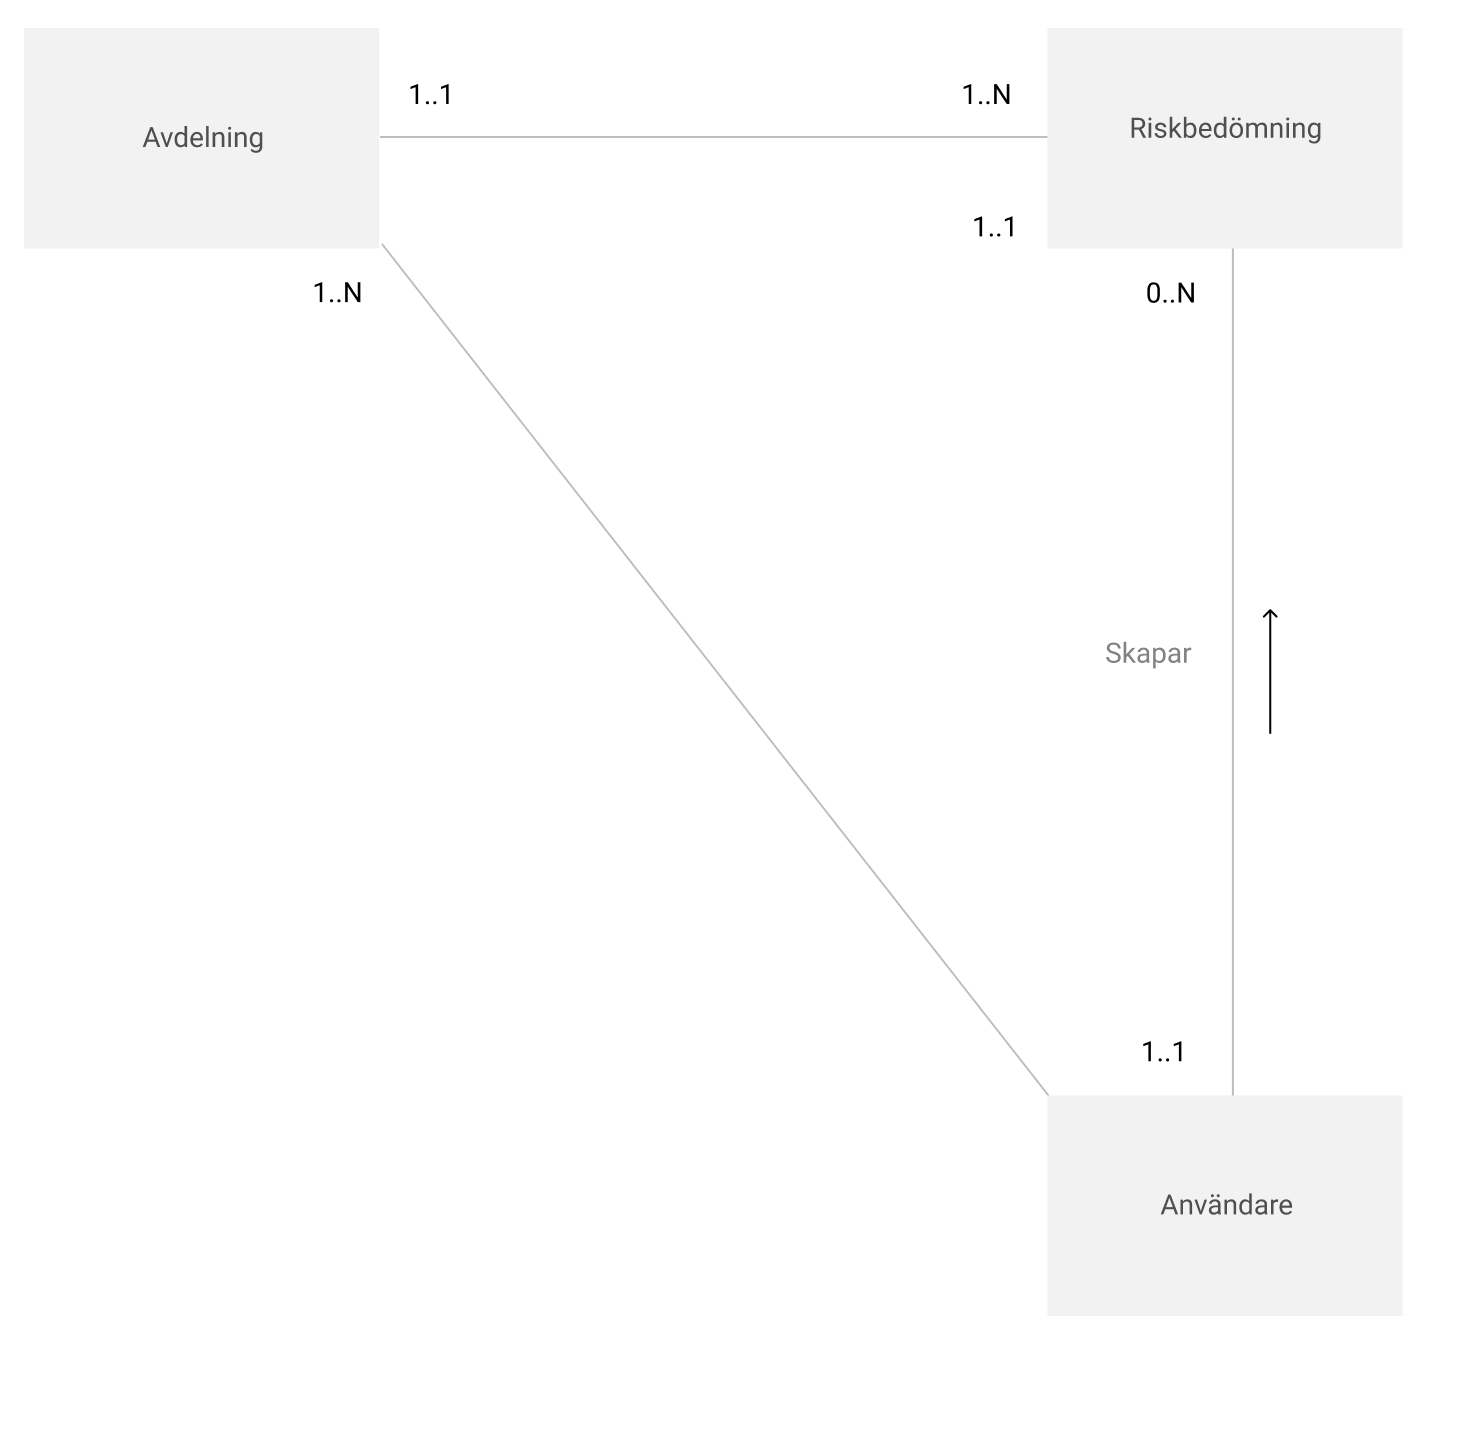 1..1
1..N
Avdelning
Riskbedömning
1..1
1..N
0..N
Skapar
1..1
Användare